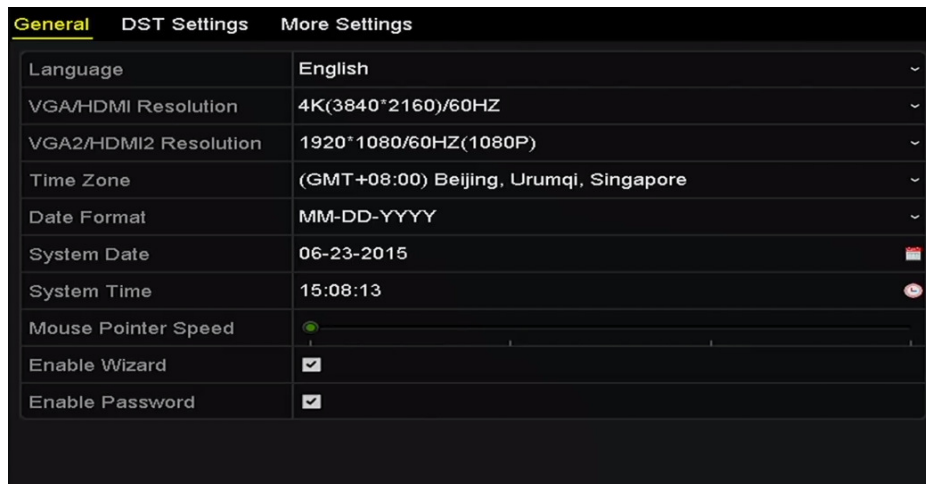 General DST Settings More Settings
Language English
VGA/HDMI Resolution 4K(3840*2160)/60HZ
VGA2/HDMI2 Resolution 1920*1080/60HZ(1080P)
Time Zone (GMT+08:00) Beijing, Urumqi, Singapore
Date Format MM-DD-YYYY
System Date 06-23-2015
System Time 15:08:13
Mouse Pointer Speed
Enable Wizard
Enable Password